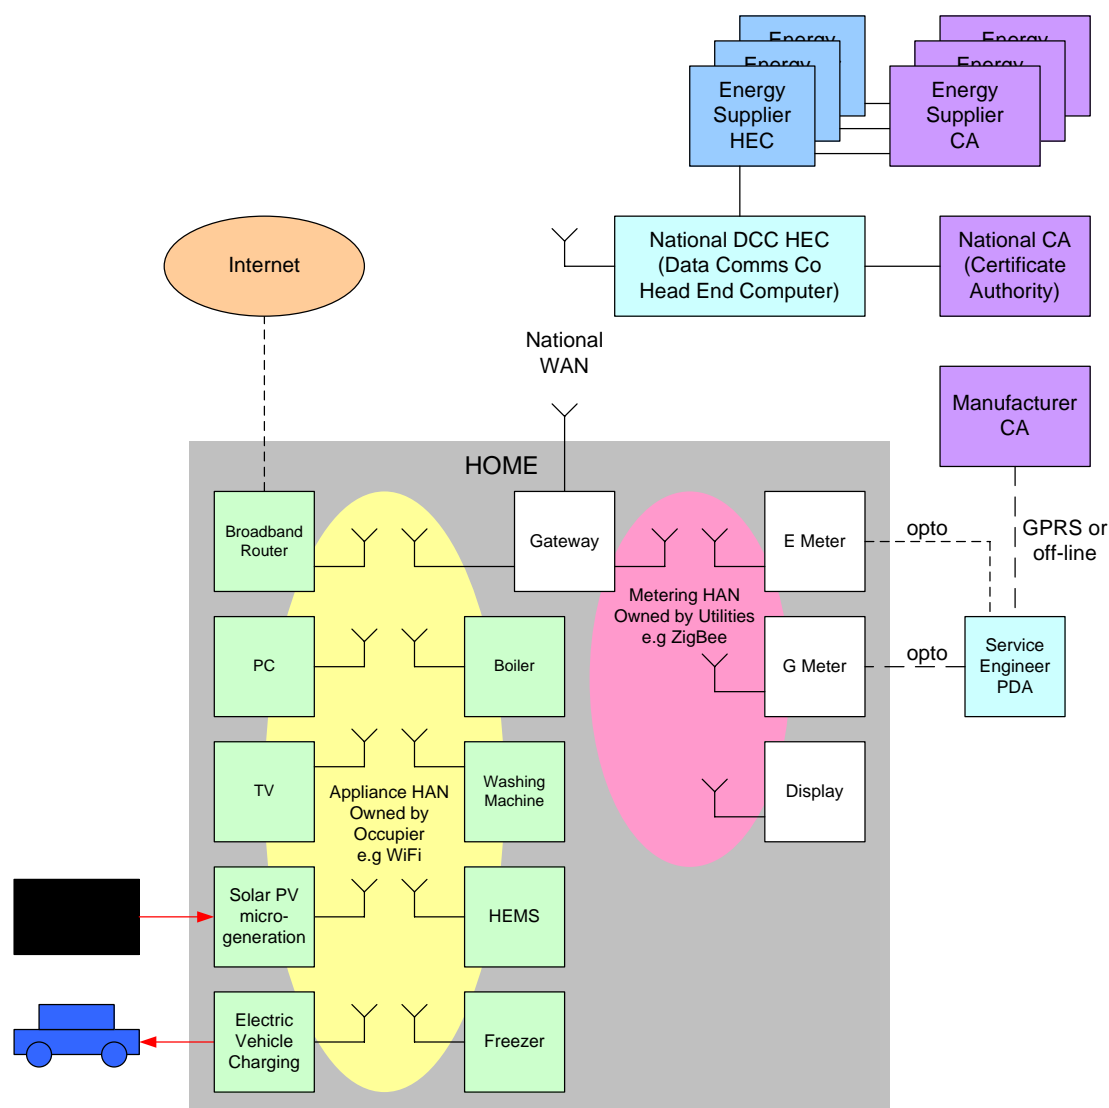 Energy
Energy
Energy
Supplier
HEC
Energy
Energy
Energy
Supplier
CA
Internet
National DCC HEC
(Data Comms Co
Head End Computer)
National CA
(Certificate
Authority)
National
WAN
Manufacturer
CA
HOME
Broadband
Router
Gateway
E Meter
opto
GPRS or
off-line
Metering HAN
Owned by Utilities
e.g ZigBee
PC
Boiler
G Meter
opto
Service
Engineer
PDA
TV
Appliance HAN
Owned by
Occupier
e.g WiFi
Washing
Machine
Display
Solar PV
micro-
generation
HEMS
Electric
Vehicle
Charging
Freezer